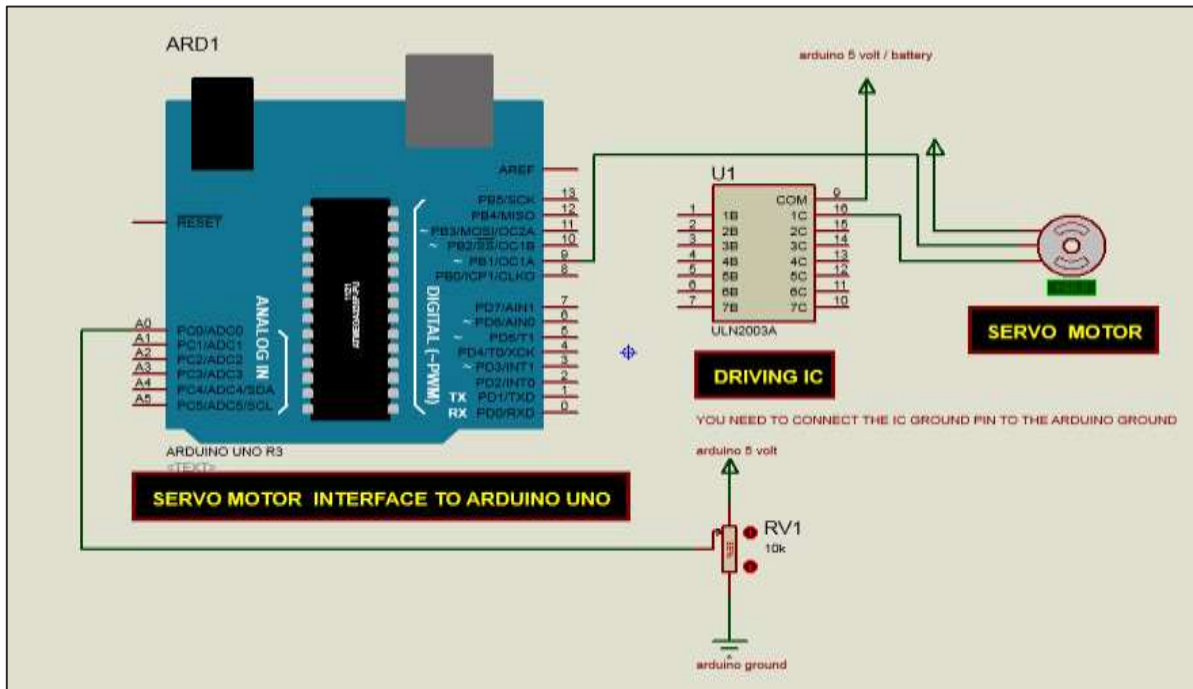 ARD1
arduino 5 volt / battery
AREF
RESET
PB5/SCK 13
PB4/MISO 12
~ PB3/MOSI/OC2A 11
~ PB2/SS/OC1B 10
~ PB1/OC1A 9
PB0/ICP1/CLKO 8
PD7/AIN1 7
~ PD6/AIN0 6
~ PD5/T1 5
PD4/T0/XCK 4
~ PD3/INT1 3
PD2/INT0 2
TX PD1/TXD 1
RX PD0/RXD 0
DIGITAL (~PWM)
ANALOG IN
A0 PC0/ADC0
A1 PC1/ADC1
A2 PC2/ADC2
A3 PC3/ADC3
A4 PC4/ADC4/SDA
A5 PC5/ADC5/SCL
ARDUINO UNO R3
<TEXT>
SERVO MOTOR INTERFACE TO ARDUINO UNO
U1
COM 9
1 1B 1C 16
2 2B 2C 15
3 3B 3C 14
4 4B 4C 13
5 5B 5C 12
6 6B 6C 11
7 7B 7C 10
ULN2003A
DRIVING IC
SERVO MOTOR
YOU NEED TO CONNECT THE IC GROUND PIN TO THE ARDUINO GROUND
arduino 5 volt
RV1
10k
arduino ground